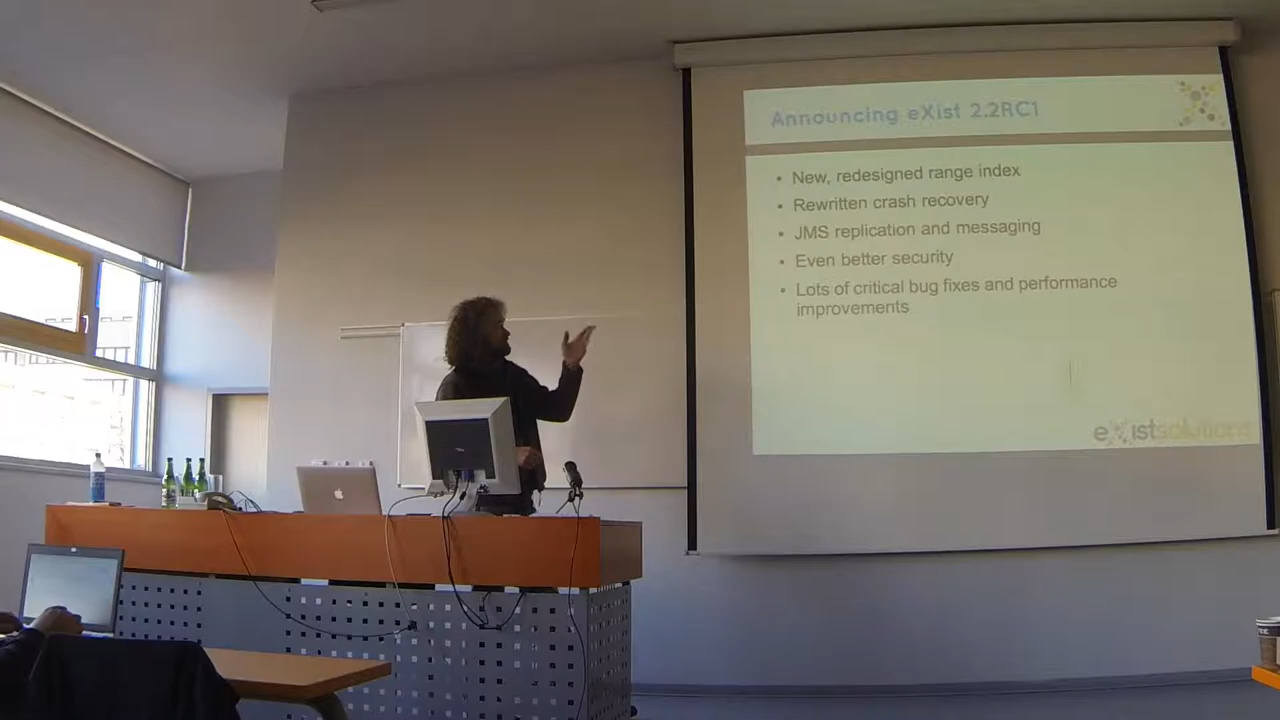 Announcing eXist 2.2RC1
• New, redesigned range index
• Rewritten crash recovery
• JMS replication and messaging
• Even better security
• Lots of critical bug fixes and performance
improvements
eXistsolutions